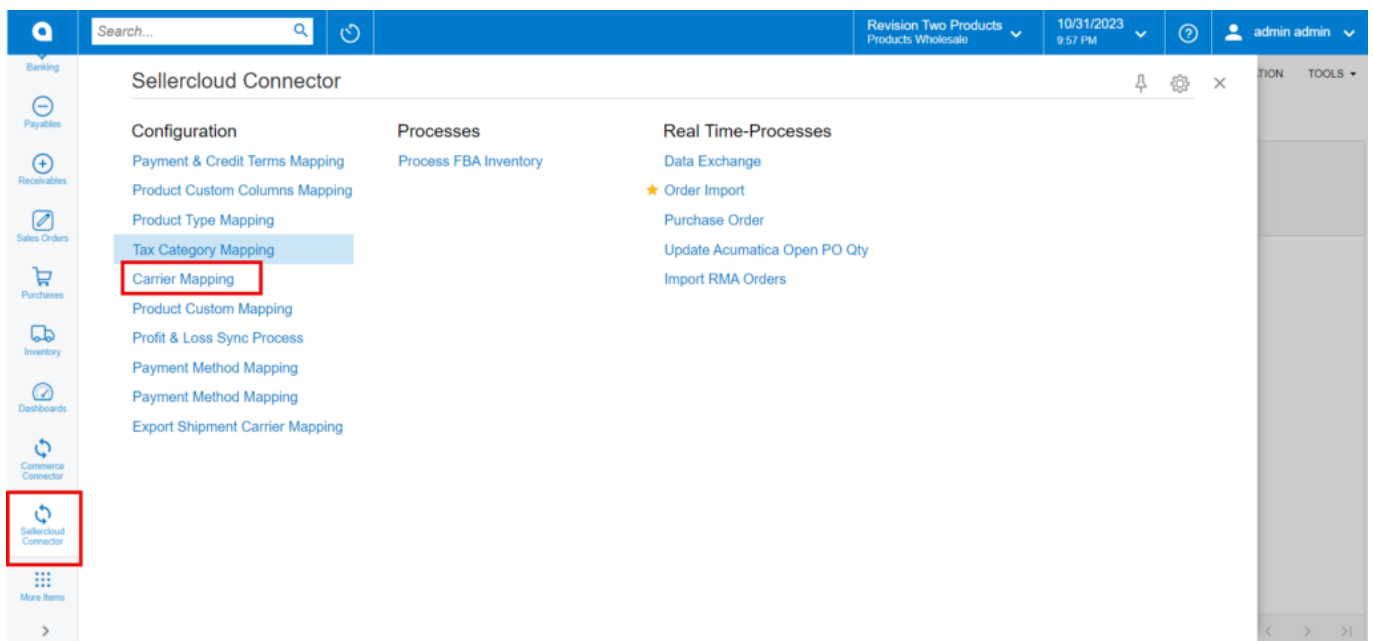 Search...
Revision Two Products
Products Wholesale
10/31/2023
9:57 PM
admin admin
Banking
Payables
Receivables
Sales Orders
Purchases
Inventory
Dashboards
Commerce
Connector
Sellercloud
Connector
More Items
Sellercloud Connector
TION
TOOLS
Configuration
Payment & Credit Terms Mapping
Product Custom Columns Mapping
Product Type Mapping
Tax Category Mapping
Carrier Mapping
Product Custom Mapping
Profit & Loss Sync Process
Payment Method Mapping
Payment Method Mapping
Export Shipment Carrier Mapping
Processes
Process FBA Inventory
Real Time-Processes
Data Exchange
Order Import
Purchase Order
Update Acumatica Open PO Qty
Import RMA Orders